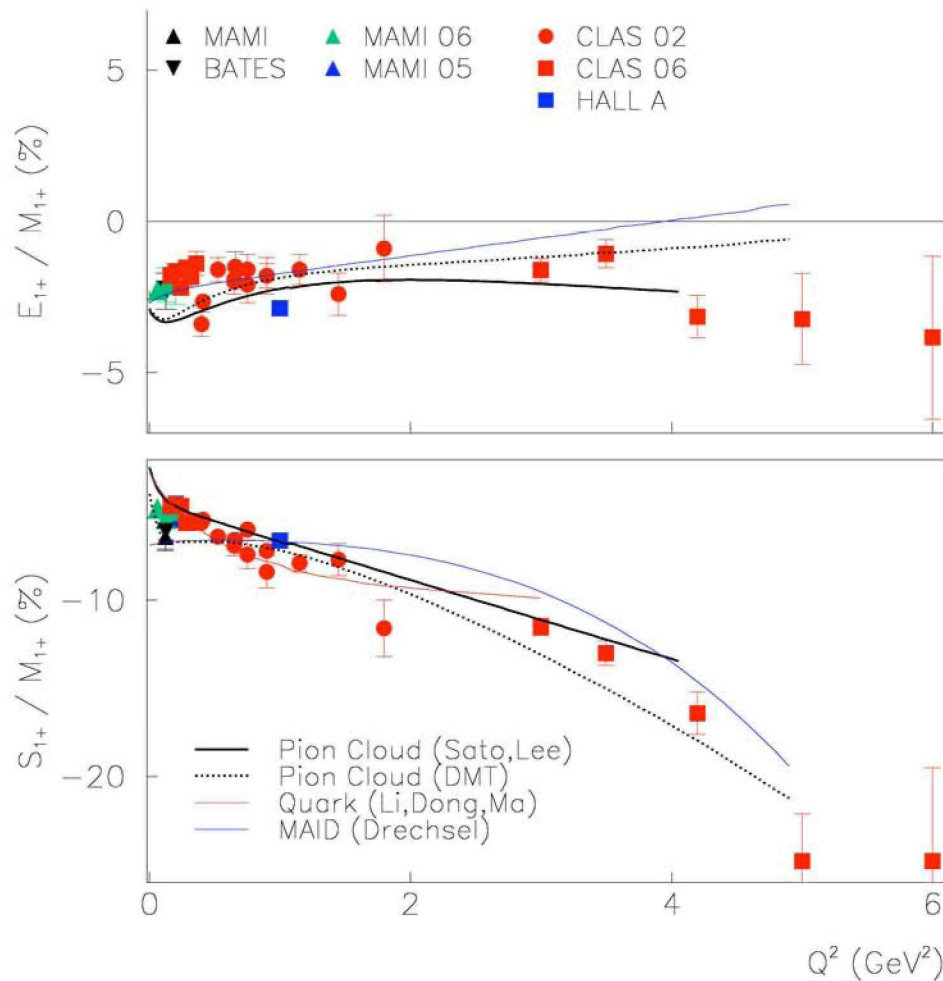 MAMI MAMI 06 CLAS 02
BATES MAMI 05 CLAS 06
HALL A
5
0
−5
E₁₊ / M₁₊ (%)
−10
−20
S₁₊ / M₁₊ (%)
Pion Cloud (Sato,Lee)
Pion Cloud (DMT)
Quark (Li,Dong,Ma)
MAID (Drechsel)
0 2 4 6
Q² (GeV²)